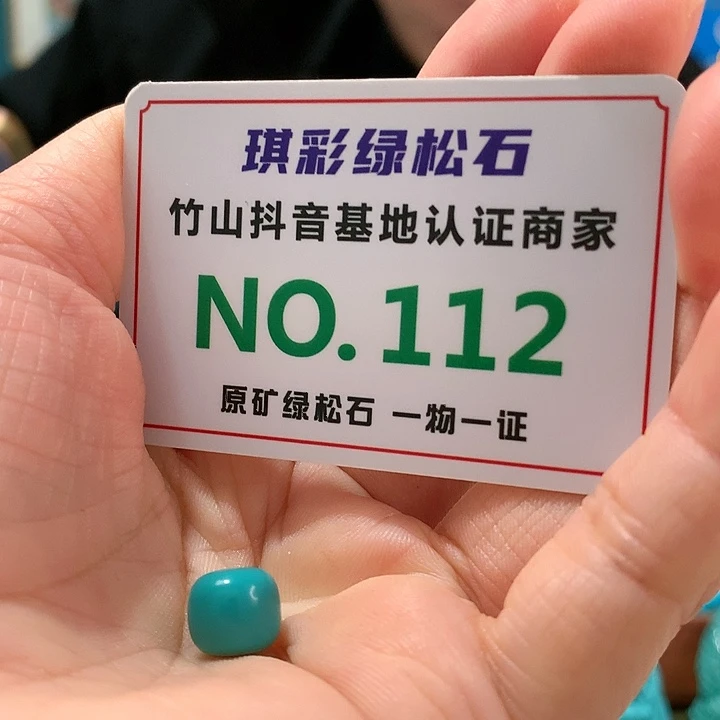 琪彩绿松石
竹山抖音基地认证商家
NO.112
原矿绿松石 一物一证